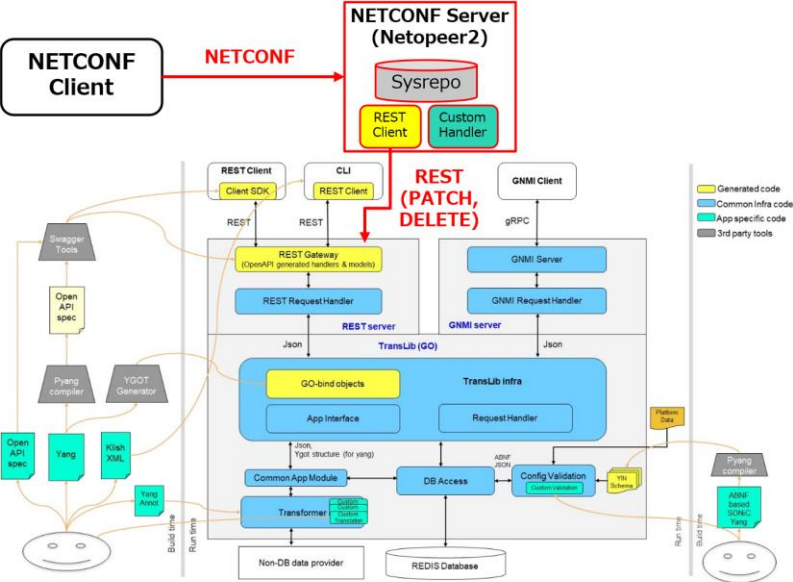 NETCONF Server
(Netopeer2)
NETCONF
NETCONF
Client
Sysrepo
REST
Client
Custom
Handler
REST Client
Client SDK
CLI
REST Client
REST
(PATCH,
DELETE)
GNMI Client
Generated code
Common Infra code
App specific code
3rd party tools
REST
REST
gRPC
Swagger
Tools
REST Gateway
(OpenAPI generated handlers & models)
GNMI Server
Open
API
spec
REST Request Handler
GNMI Request Handler
REST server
GNMI server
Json
TransLib (GO)
Json
Pyang
compiler
YGOT
Generator
GO-bind objects
TransLib infra
App Interface
Request Handler
Platform
Data
Open
API
spec
Yang
Klish
XML
Json,
Ygot structure (for yang)
ABNF
JSON
Pyang
compiler
Common App Module
DB Access
Config Validation
Custom Validation
YIN
Schema
Yang
Annot
Transformer
Custom
Custom
Custom
Translation
ABNF
based
SONiC
Yang
Build time
Run time
Run time
Build time
Non-DB data provider
REDIS Database